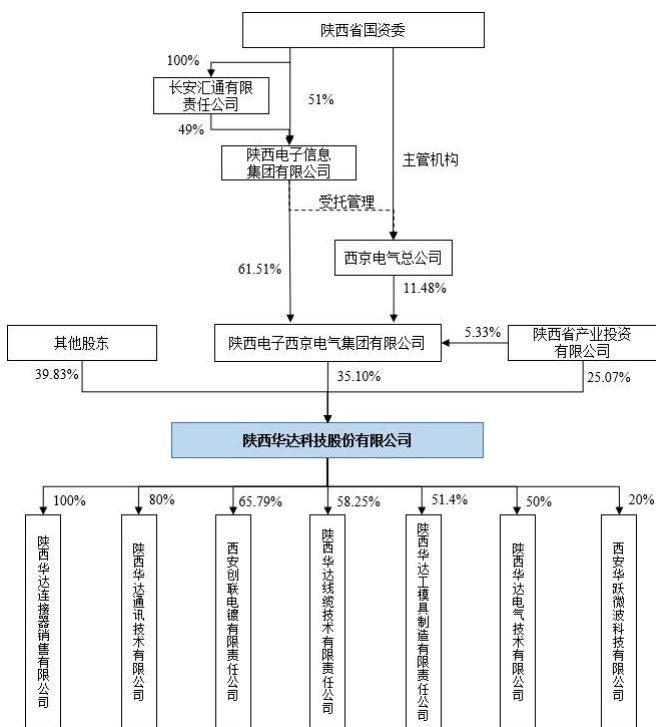 陕西省国资委
100%
长安汇通有限
责任公司
51%
49%
陕西电子信息
集团有限公司
主管机构
受托管理
西京电气总公司
61.51%
11.48%
其他股东
陕西电子西京电气集团有限公司
5.33%
陕西省产业投资
有限公司
39.83%
35.10%
25.07%
陕西华达科技股份有限公司
100%
80%
65.79%
58.25%
51.4%
50%
20%
陕西华达连接器销售有限公司
陕西华达通讯技术有限公司
西安创联电镀有限责任公司
陕西华达线缆技术有限责任公司
陕西华达工模具制造有限责任公司
陕西华达电气技术有限公司
西安华跃微波科技有限公司